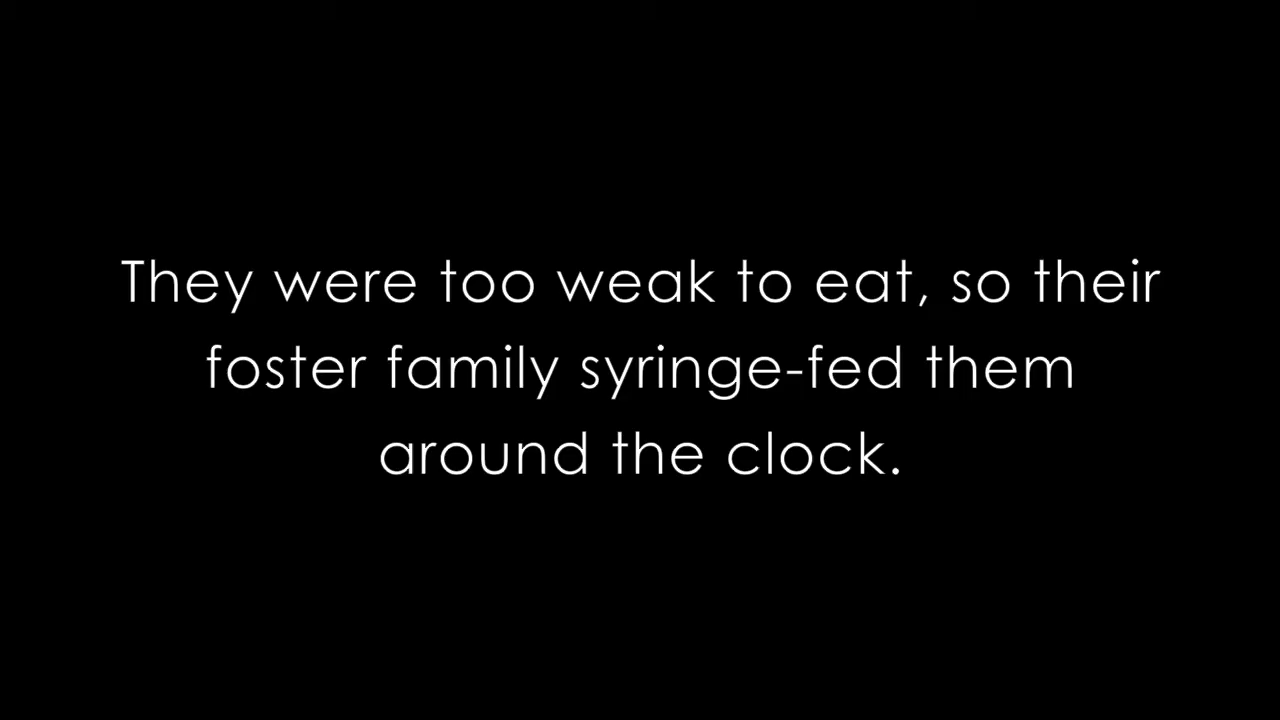 They were too weak to eat, so their
foster family syringe-fed them
around the clock.